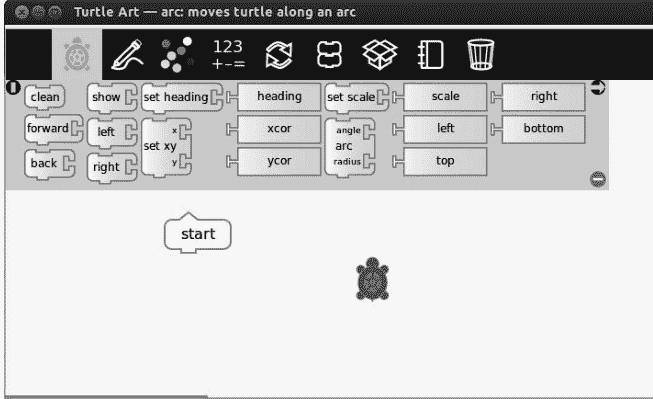 Turtle Art — arc: moves turtle along an arc
123
+-=
clean show set heading heading set scale scale right
forward left x xcor angle left bottom
set xy arc
back right y ycor radius top
start